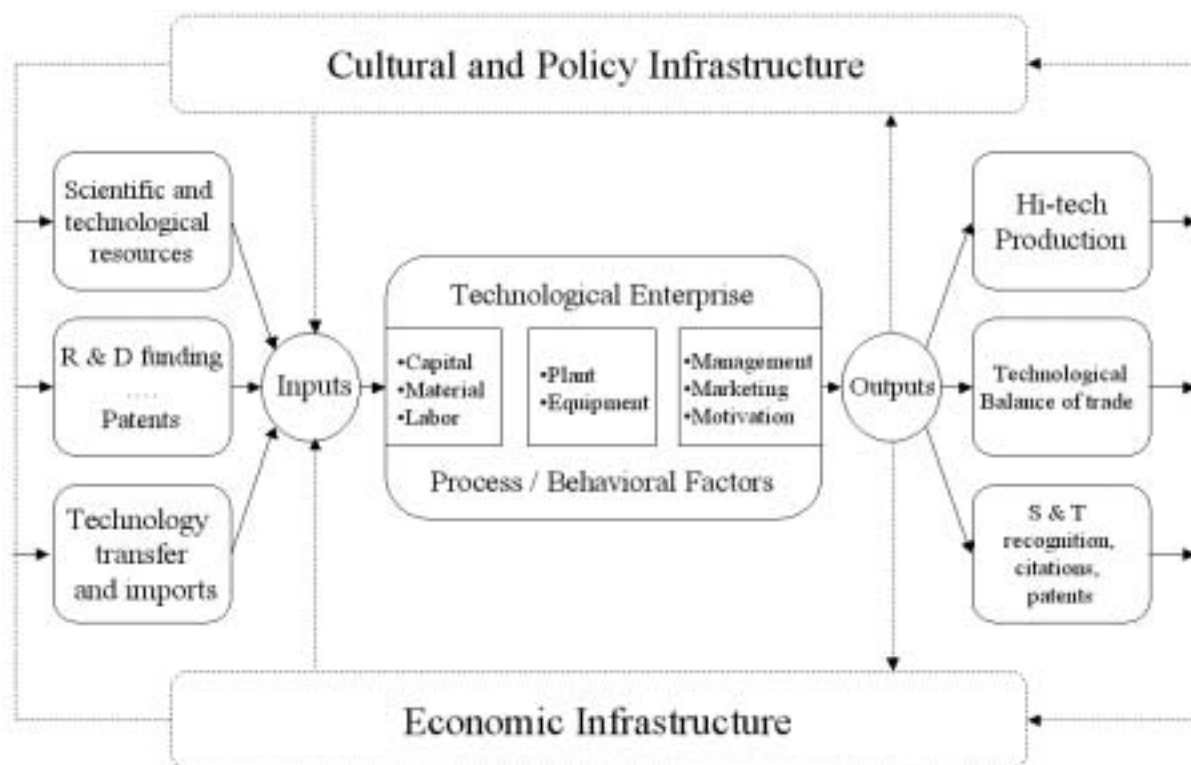 Cultural and Policy Infrastructure
Scientific and
technological
resources
R & D funding
....
Patents
Technology
transfer
and imports
Inputs
Technological Enterprise
•Capital
•Material
•Labor
•Plant
•Equipment
•Management
•Marketing
•Motivation
Process / Behavioral Factors
Outputs
Hi-tech
Production
Technological
Balance of trade
S & T
recognition,
citations,
patents
Economic Infrastructure